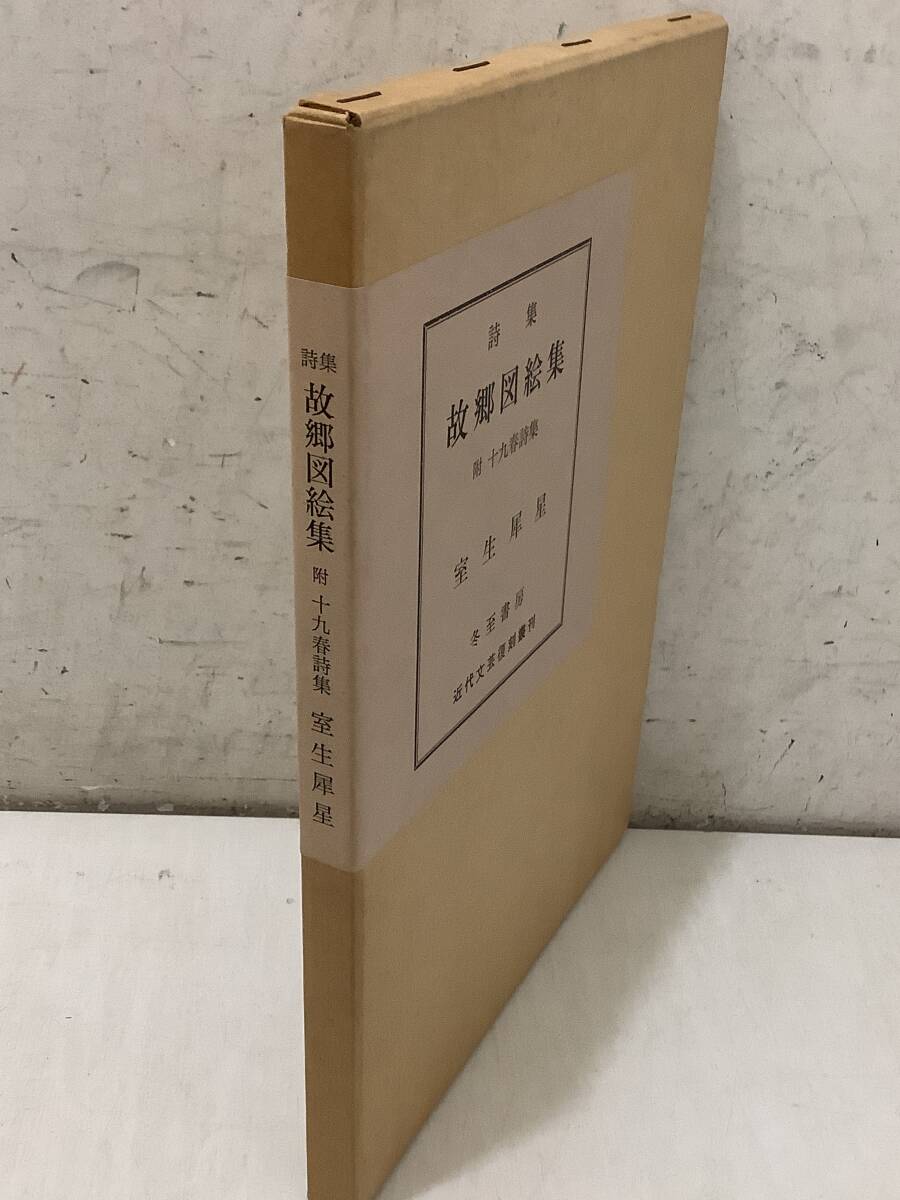 詩集
故郷図絵集
附 十九春詩集
室生犀星
詩集
故郷図絵集
附 十九春詩集
室生犀星
冬至書房
近代文芸復刻叢刊